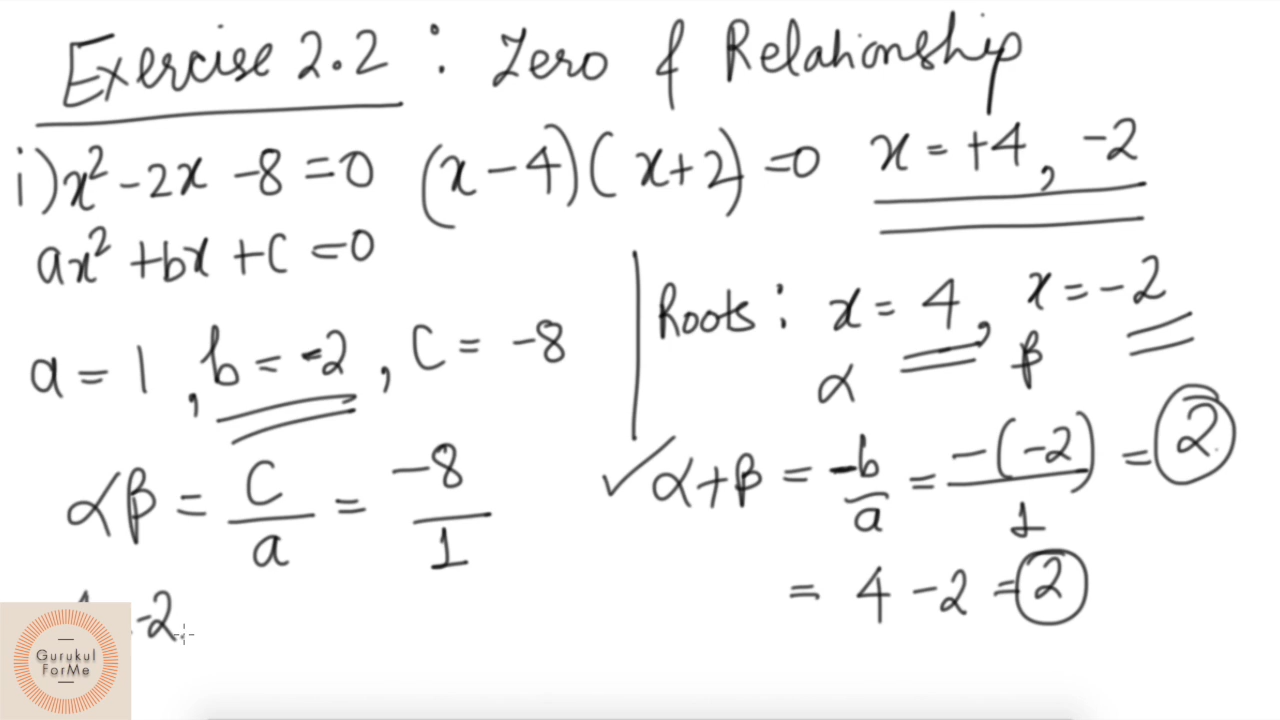 Exercise 2.2 : Zero & Relationship
i) x² - 2x - 8 = 0 (x - 4)(x + 2) = 0 x = +4, -2
ax² + bx + c = 0
a = 1, b = -2, c = -8
Roots : x = 4, x = -2
α β
αβ = c/a = -8/1
✓ α+β = -b/a = -(-2)/1 = 2
= 4 - 2 = 2
-2
Gurukul
ForMe